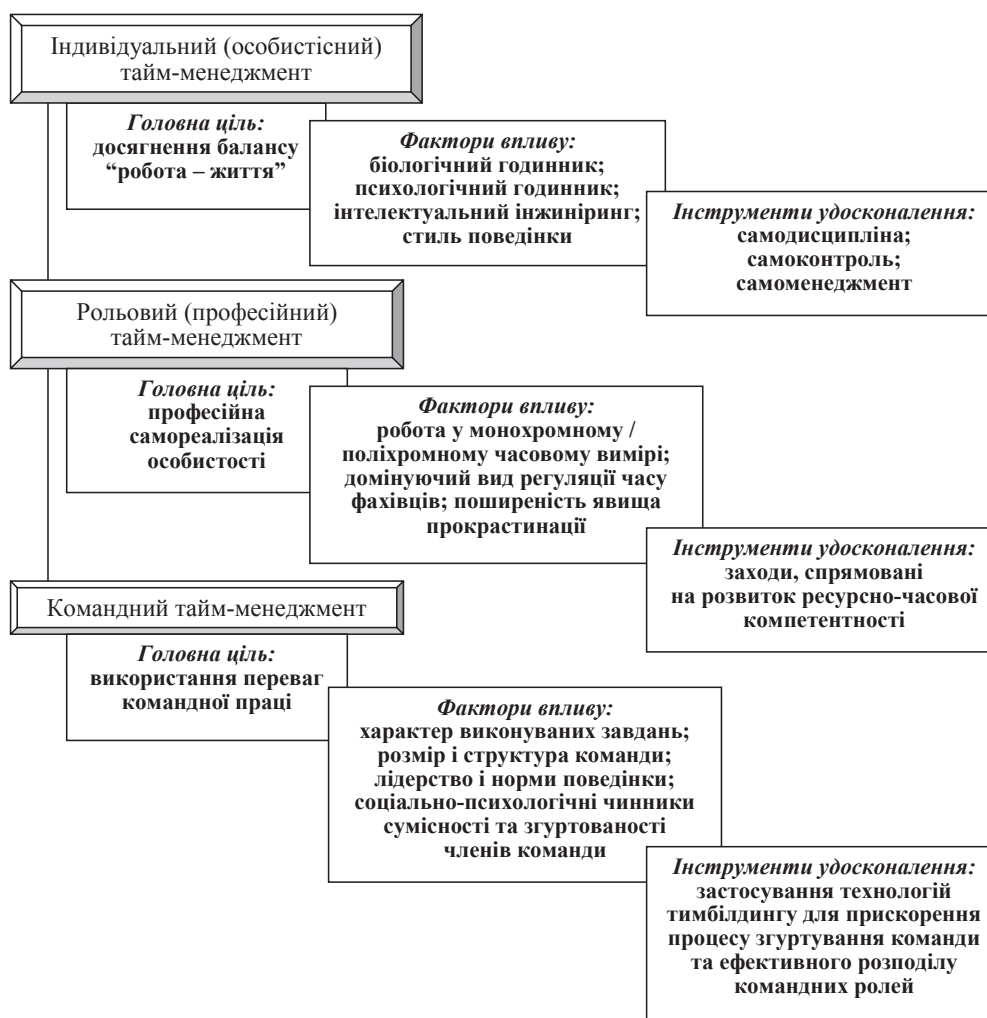 Індивідуальний (особистісний)
тайм-менеджмент
Головна ціль:
досягнення балансу
“робота – життя”
Фактори впливу:
біологічний годинник;
психологічний годинник;
інтелектуальний інжиніринг;
стиль поведінки
Інструменти удосконалення:
самодисципліна;
самоконтроль;
самоменеджмент
Рольовий (професійний)
тайм-менеджмент
Головна ціль:
професійна
самореалізація
особистості
Фактори впливу:
робота у монохромному /
поліхромному часовому вимірі;
домінуючий вид регуляції часу
фахівців; поширеність явища
прокрастинації
Інструменти удосконалення:
заходи, спрямовані
на розвиток ресурсно-часової
компетентності
Командний тайм-менеджмент
Головна ціль:
використання переваг
командної праці
Фактори впливу:
характер виконуваних завдань;
розмір і структура команди;
лідерство і норми поведінки;
соціально-психологічні чинники
сумісності та згуртованості
членів команди
Інструменти удосконалення:
застосування технологій
тимбілдингу для прискорення
процесу згуртування команди
та ефективного розподілу
командних ролей